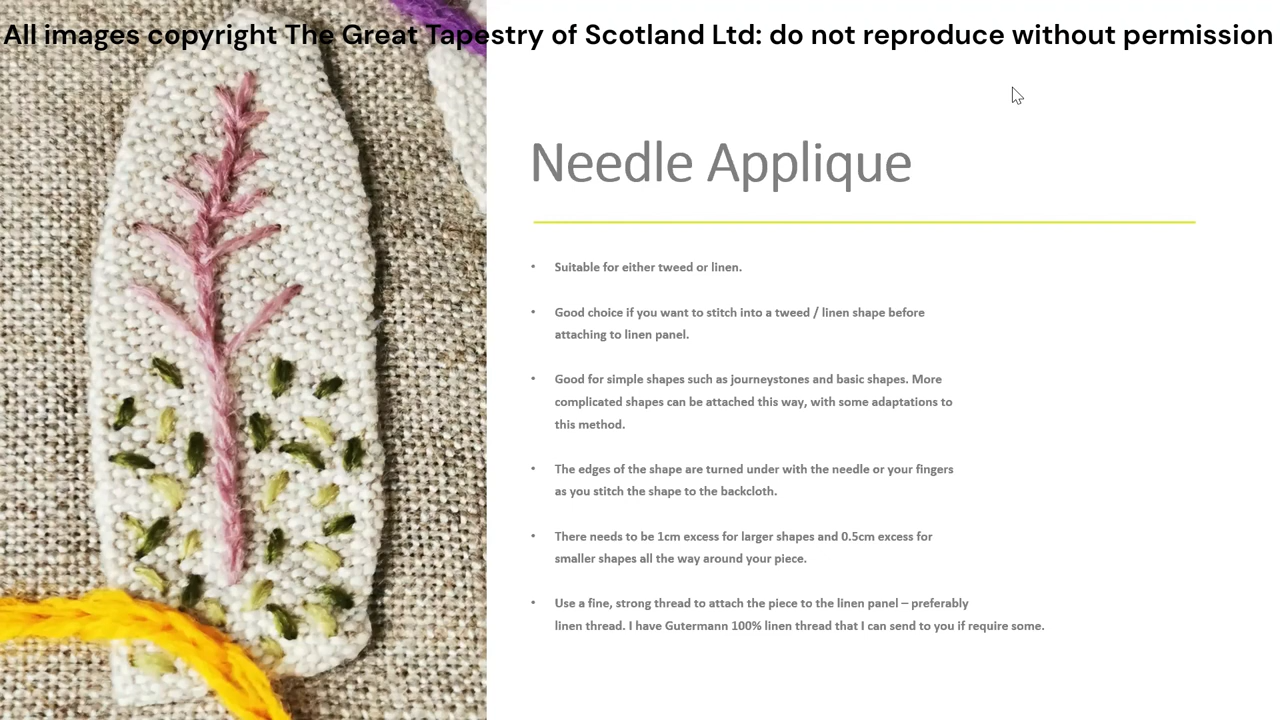 All images copyright The Great Tapestry of Scotland Ltd: do not reproduce without permission
Needle Applique
• Suitable for either tweed or linen.
• Good choice if you want to stitch into a tweed / linen shape before
attaching to linen panel.
• Good for simple shapes such as journeystones and basic shapes. More
complicated shapes can be attached this way, with some adaptations to
this method.
• The edges of the shape are turned under with the needle or your fingers
as you stitch the shape to the backcloth.
• There needs to be 1cm excess for larger shapes and 0.5cm excess for
smaller shapes all the way around your piece.
• Use a fine, strong thread to attach the piece to the linen panel – preferably
linen thread. I have Gutermann 100% linen thread that I can send to you if require some.